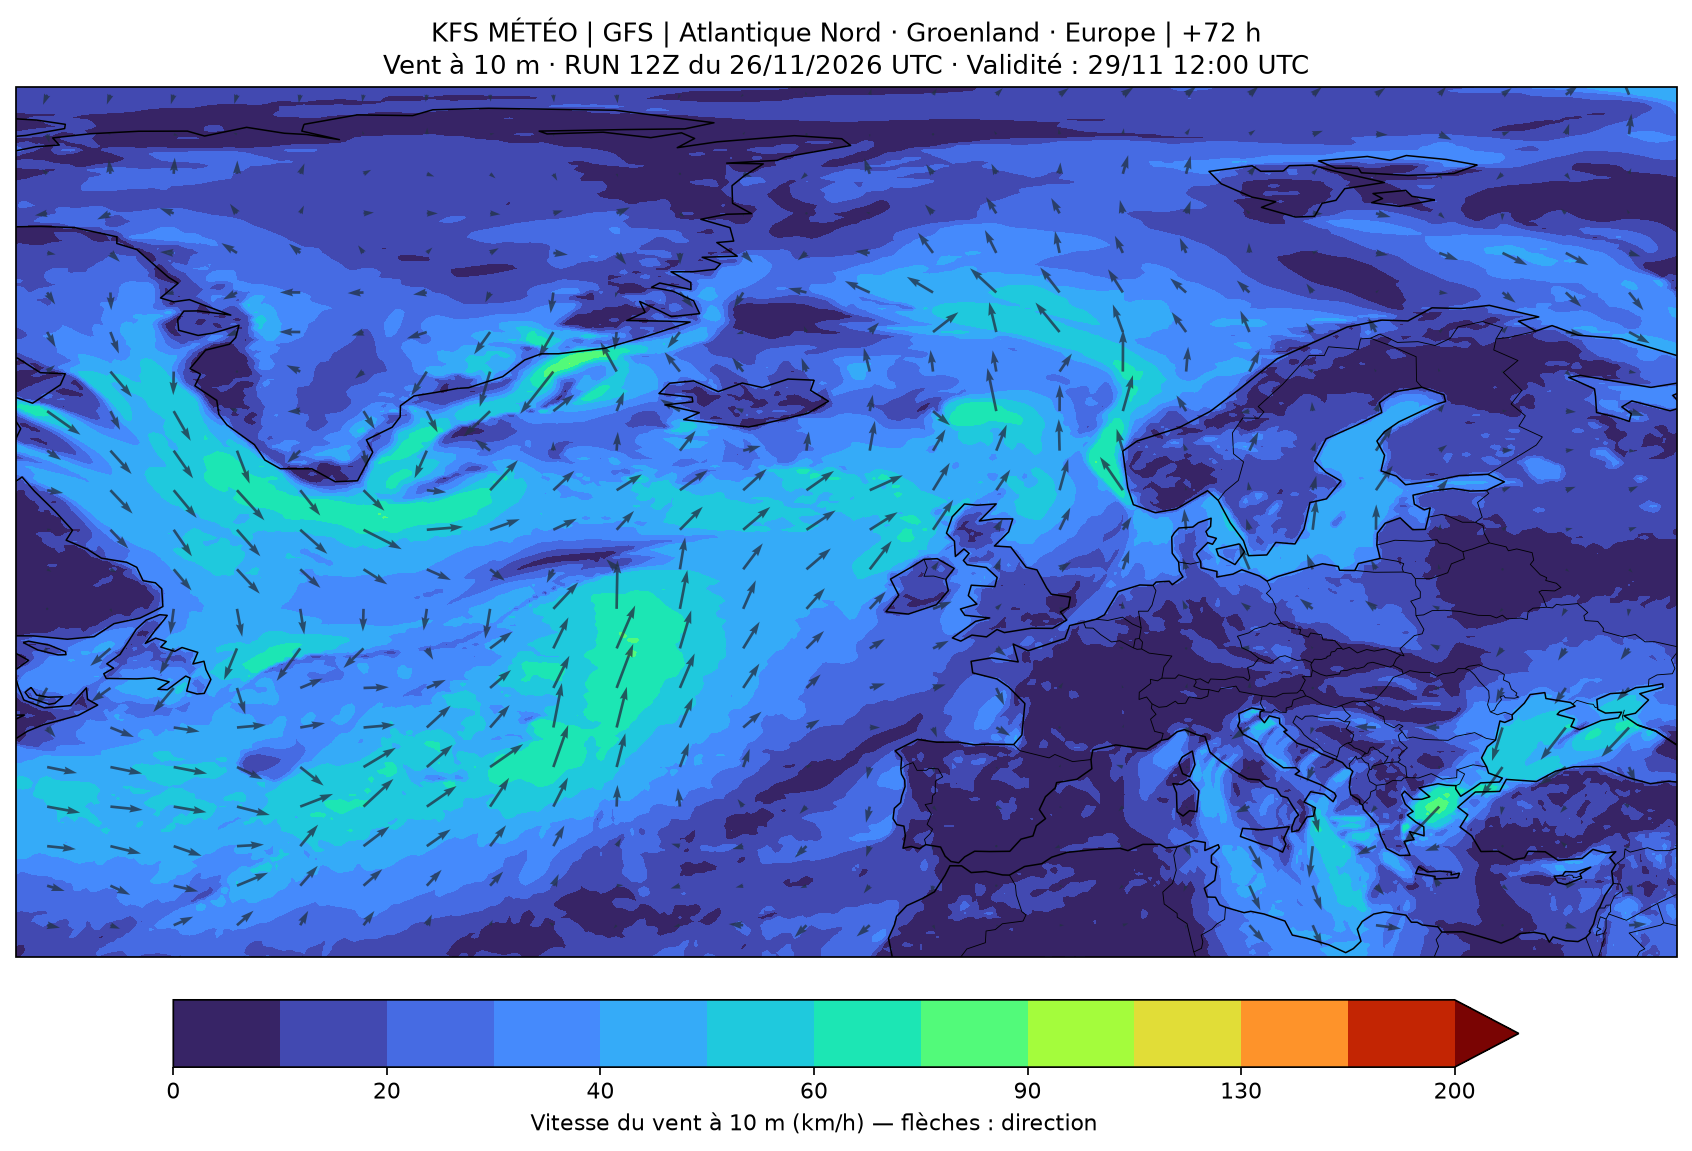 KFS MÉTÉO | GFS | Atlantique Nord · Groenland · Europe | +72 h
Vent à 10 m · RUN 12Z du 26/11/2026 UTC · Validité : 29/11 12:00 UTC
0 20 40 60 90 130 200
Vitesse du vent à 10 m (km/h) — flèches : direction